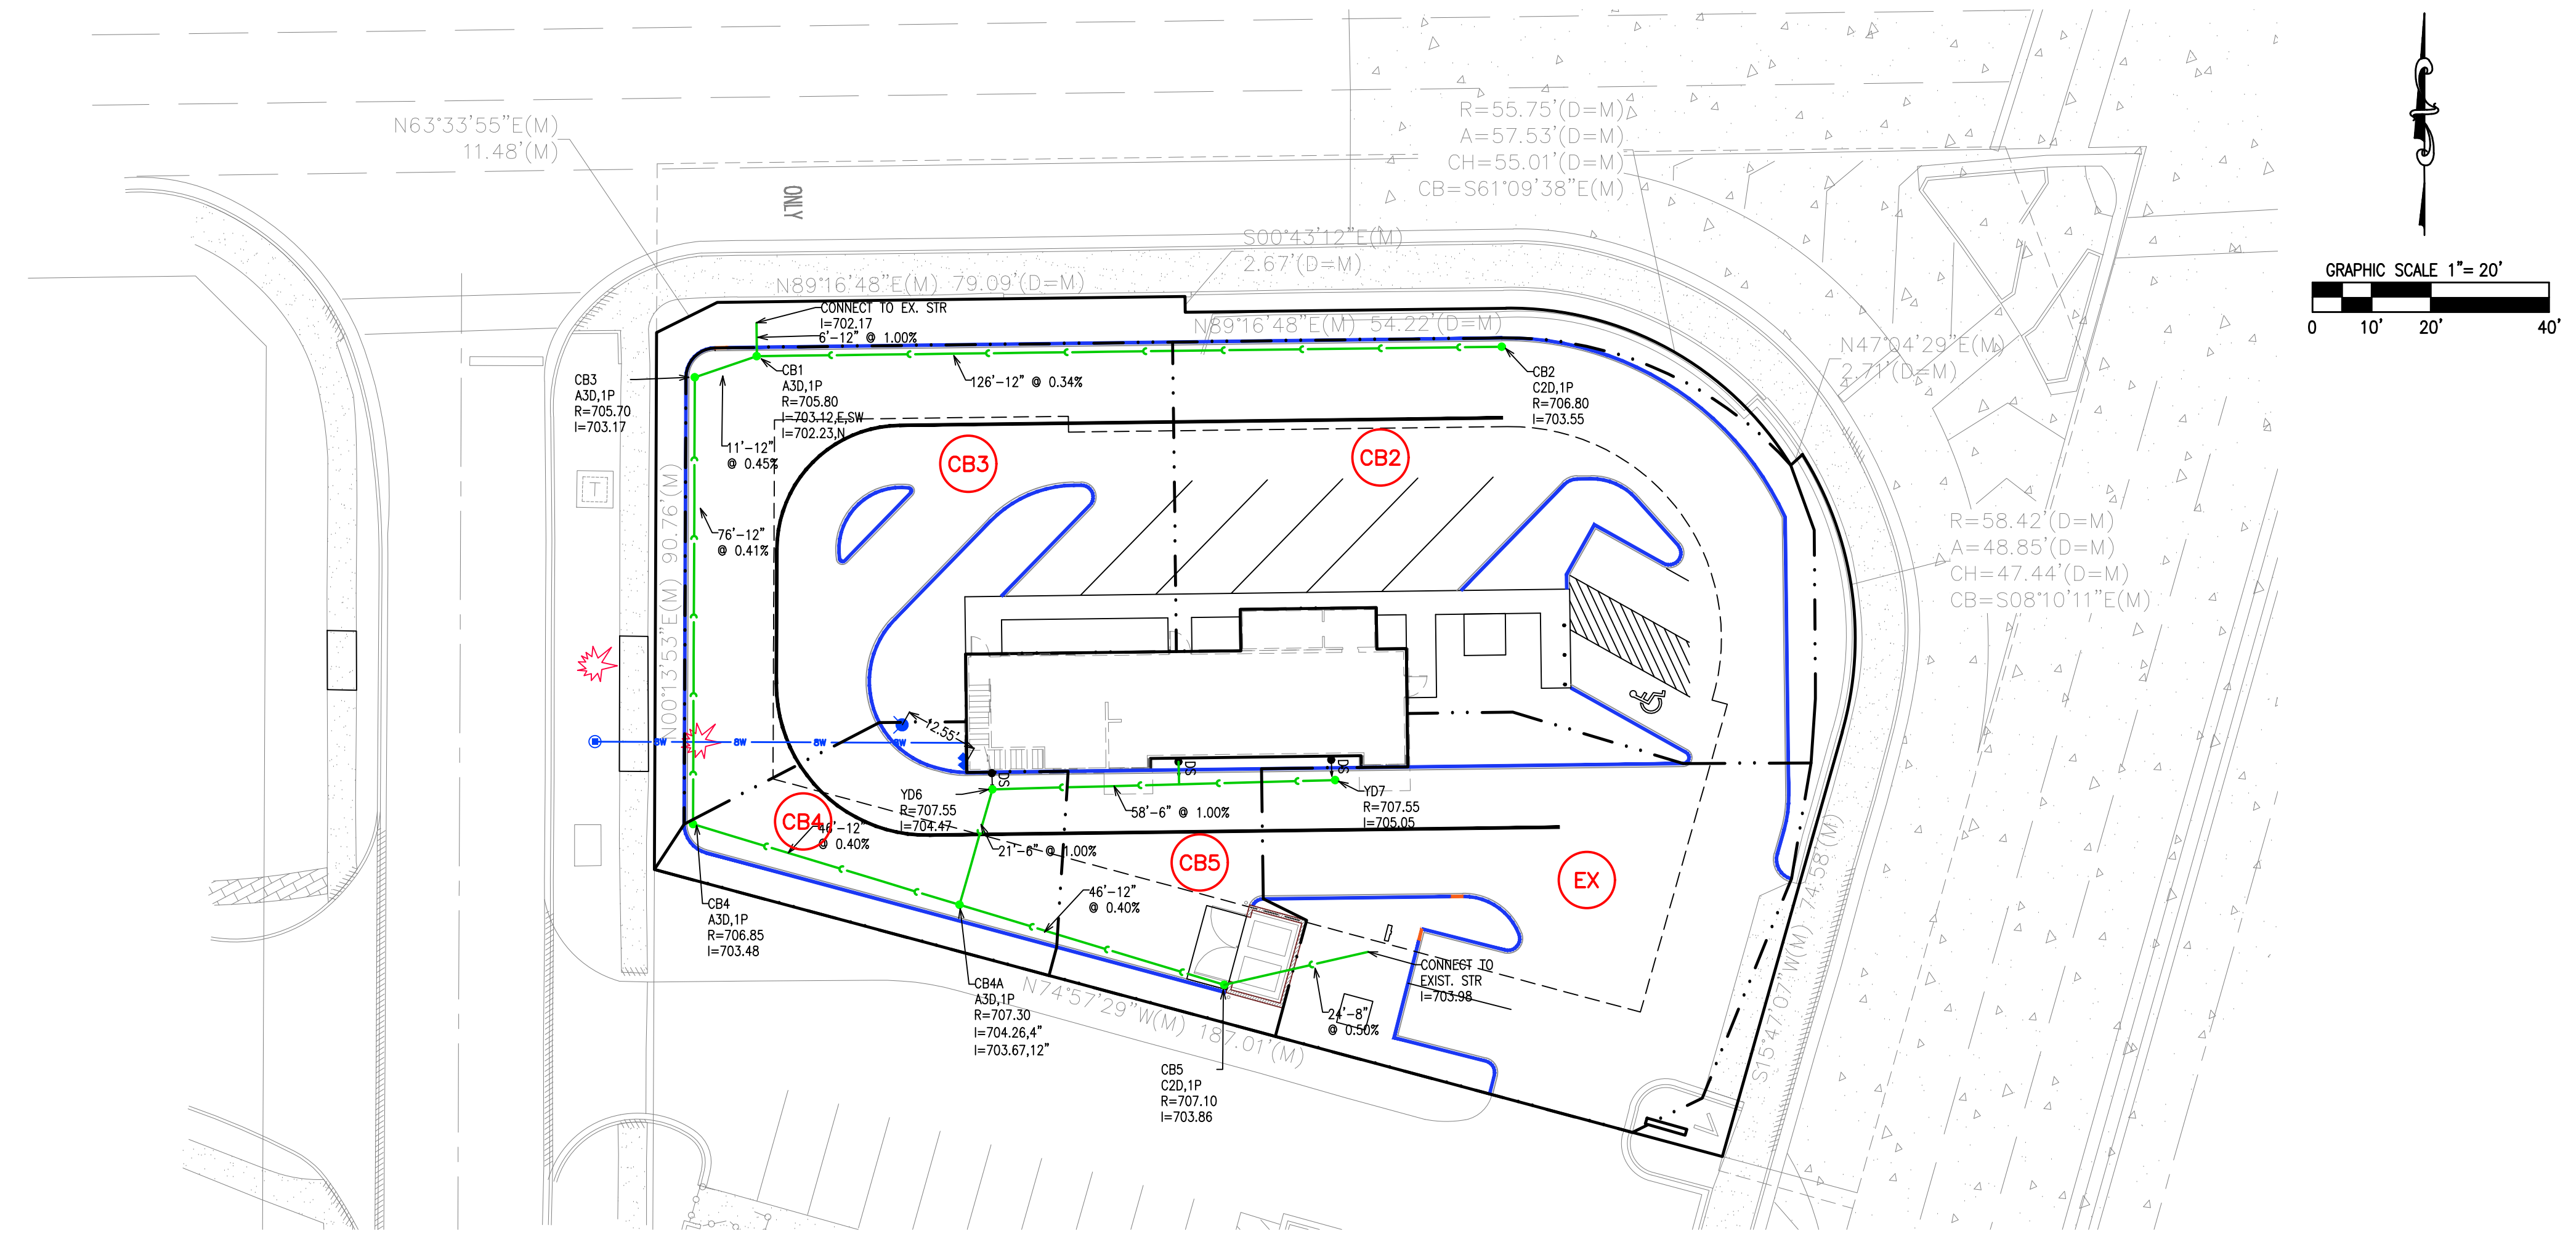 N63°33'55"E(M)
11.48'(M)
ONLY
R=55.75'(D=M)
A=57.53'(D=M)
CH=55.01'(D=M)
CB=S61°09'38"E(M)
S00°43'12"E(M)
2.67'(D=M)
GRAPHIC SCALE 1"= 20'
0 10' 20' 40'
N89°16'48"E(M) 79.09'(D=M)
CONNECT TO EX. STR
I=702.17
6'-12" @ 1.00%
N89°16'48"E(M) 54.22'(D=M)
N47°04'29"E(M)
2.71'(D=M)
CB3
A3D,1P
R=705.70
I=703.17
CB1
A3D,1P
R=705.80
I=703.12,E,SW
I=702.23,N
126'-12" @ 0.34%
CB2
C2D,1P
R=706.80
I=703.55
11'-12"
@ 0.45%
CB3
CB2
T
N00°13'53"E(M) 90.76'(M)
76'-12"
@ 0.41%
R=58.42'(D=M)
A=48.85'(D=M)
CH=47.44'(D=M)
CB=S08°10'11"E(M)
12.55'
8W 8W 8W 8W
DS
DS
DS
YD6
R=707.55
I=704.47
58'-6" @ 1.00%
YD7
R=707.55
I=705.05
CB4
46'-12"
@ 0.40%
21'-6" @ 1.00%
CB5
EX
46'-12"
@ 0.40%
CB4
A3D,1P
R=706.85
I=703.48
CB4A
A3D,1P
R=707.30
I=704.26,4"
I=703.67,12"
CONNECT TO
EXIST. STR
I=703.98
24'-8"
@ 0.50%
N74°57'29"W(M) 187.01'(M)
S15°47'07"W(M) 74.58'(M)
CB5
C2D,1P
R=707.10
I=703.86